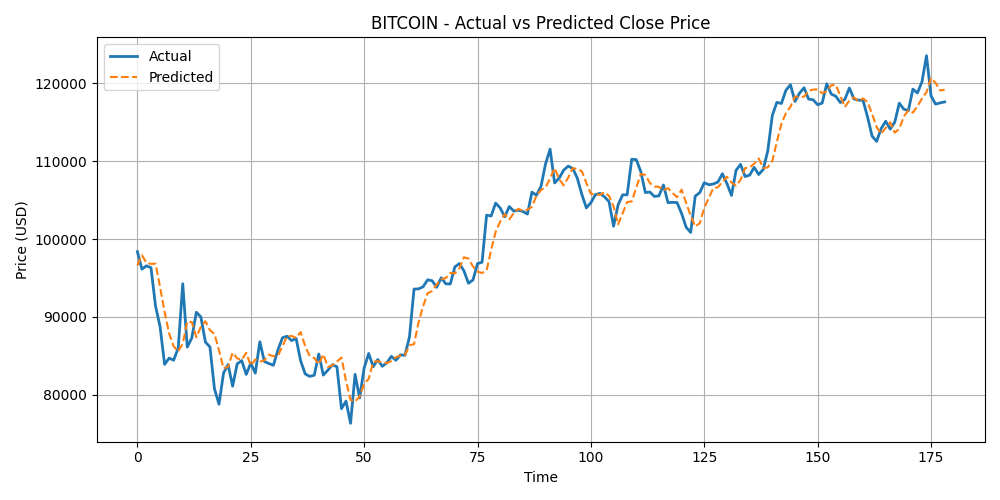 BITCOIN - Actual vs Predicted Close Price
Actual
Predicted
Price (USD)
120000
110000
100000
90000
80000
0 25 50 75 100 125 150 175
Time